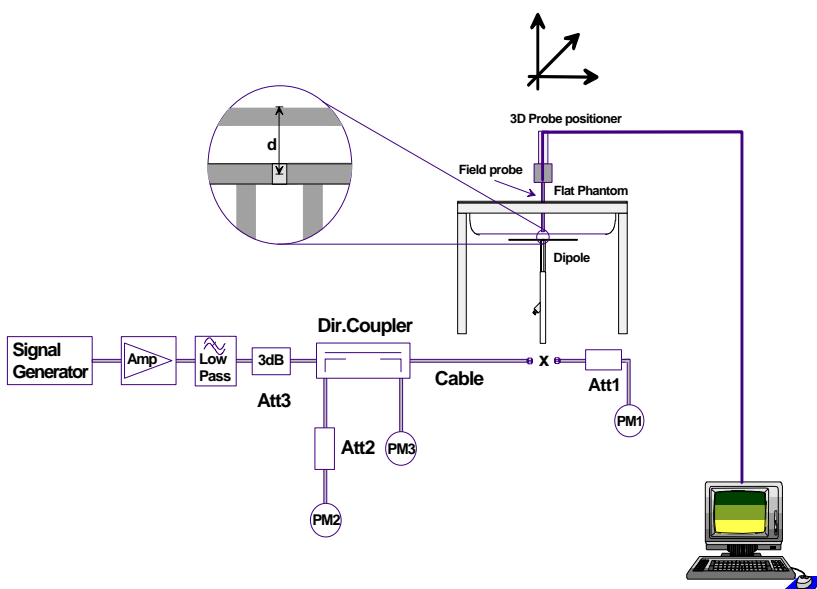 3D Probe positioner
d
Field probe
Flat Phantom
Dipole
Dir.Coupler
Signal
Generator
Amp
Low
Pass
3dB
Cable
x
Att1
Att3
PM1
Att2
PM3
PM2